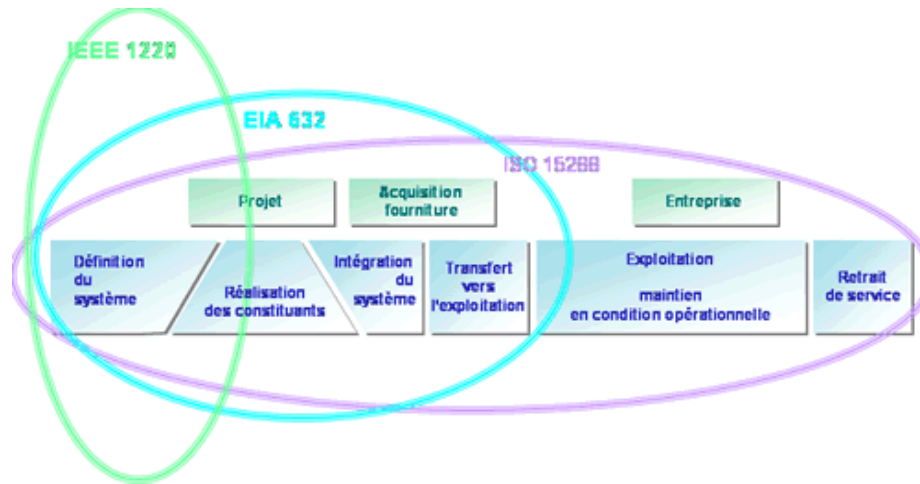 IEEE 1220
EIA 632
ISO 15288
Projet
Acquisition
fourniture
Entreprise
Définition
du
système
Réalisation
des constituants
Intégration
du
système
Transfert
vers
l'exploitation
Exploitation
maintien
en condition opérationnelle
Retrait
de service